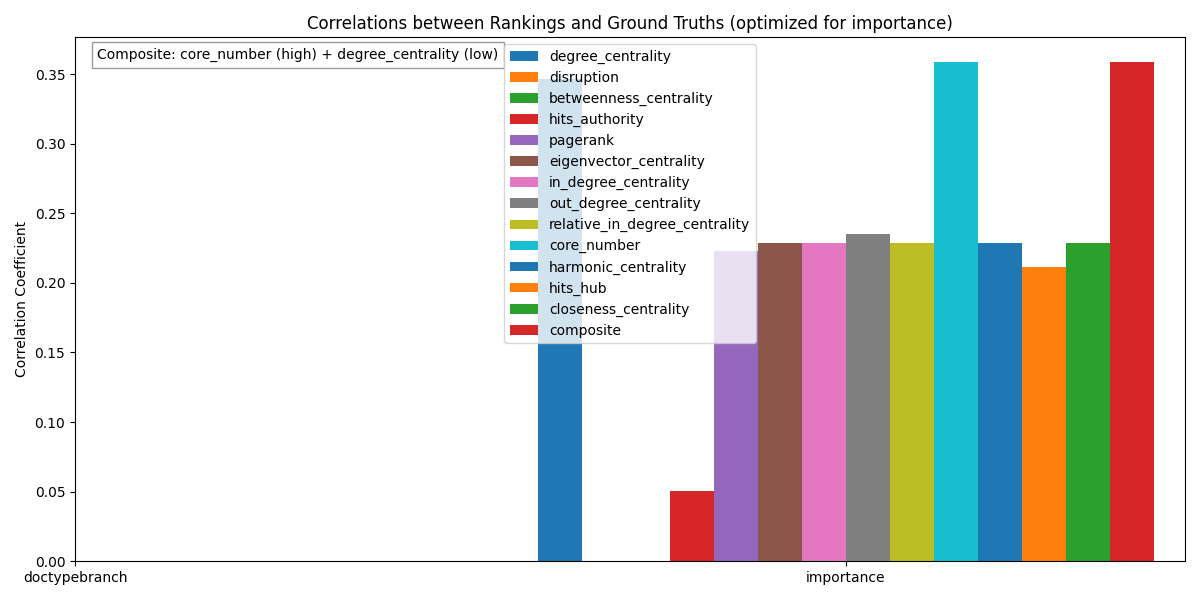 Correlations between Rankings and Ground Truths (optimized for importance)
Composite: core_number (high) + degree_centrality (low)
degree_centrality
disruption
betweenness_centrality
hits_authority
pagerank
eigenvector_centrality
in_degree_centrality
out_degree_centrality
relative_in_degree_centrality
core_number
harmonic_centrality
hits_hub
closeness_centrality
composite
Correlation Coefficient
0.35
0.30
0.25
0.20
0.15
0.10
0.05
0.00
doctypebranch
importance